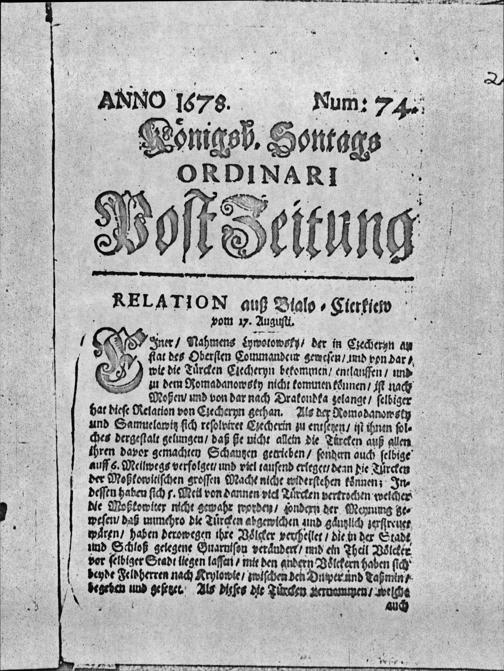 2
ANNO 1678. Num: 74.
Königsb. Sontags
ORDINARI
Post Zeitung
RELATION auß Bialo-Cierkiew
vom 17. Augusti.
Einer / Nahmens Zywotowsky / der in Czecheryn an
stat des Obersten Commandeur gewesen / und von dar /
wie die Türcken Czecheryn bekommen / entlauffen / und
zu dem Romadanowsky nicht kommen können / ist nach
Moßen / und von dar nach Drakondka gelanget / selbiger
hat diese Relation von Czecheryn gethan. Als der Romodanowsky
und Samuelowitz sich resolviret Czecherin zu entsetzen / ist ihnen sol-
ches dergestalt gelungen / daß sie nicht allein die Türcken auß allen
ihren davor gemachten Schantzen getrieben / sondern auch selbige
auff 6. Meilwegs verfolget / und viel tausend erleget / denn die Türcken
der Moßkowitischen grossen Macht nicht widerstehen können; In-
dessen haben sich 5. Meil von dannen viel Türcken verkrochen welcher
die Moßkowiter nicht gewahr worden / sondern der Meynung ge-
wesen / daß nunmehro die Türcken abgewichen und gäntzlich zerstreuet
wären / haben derowegen ihre Völcker vertheilet / die in der Stadt
und Schloß gelegene Guarnison verändert / und ein Theil Völcker
vor selbiger Stadt liegen lassen / mit den andern Völckern haben sich
beyde Feldherren nach Krylowie / zwischen den Dniper und Taßmin /
begeben und gesetzet. Als dieses die Türcken vernommen / welche
auch